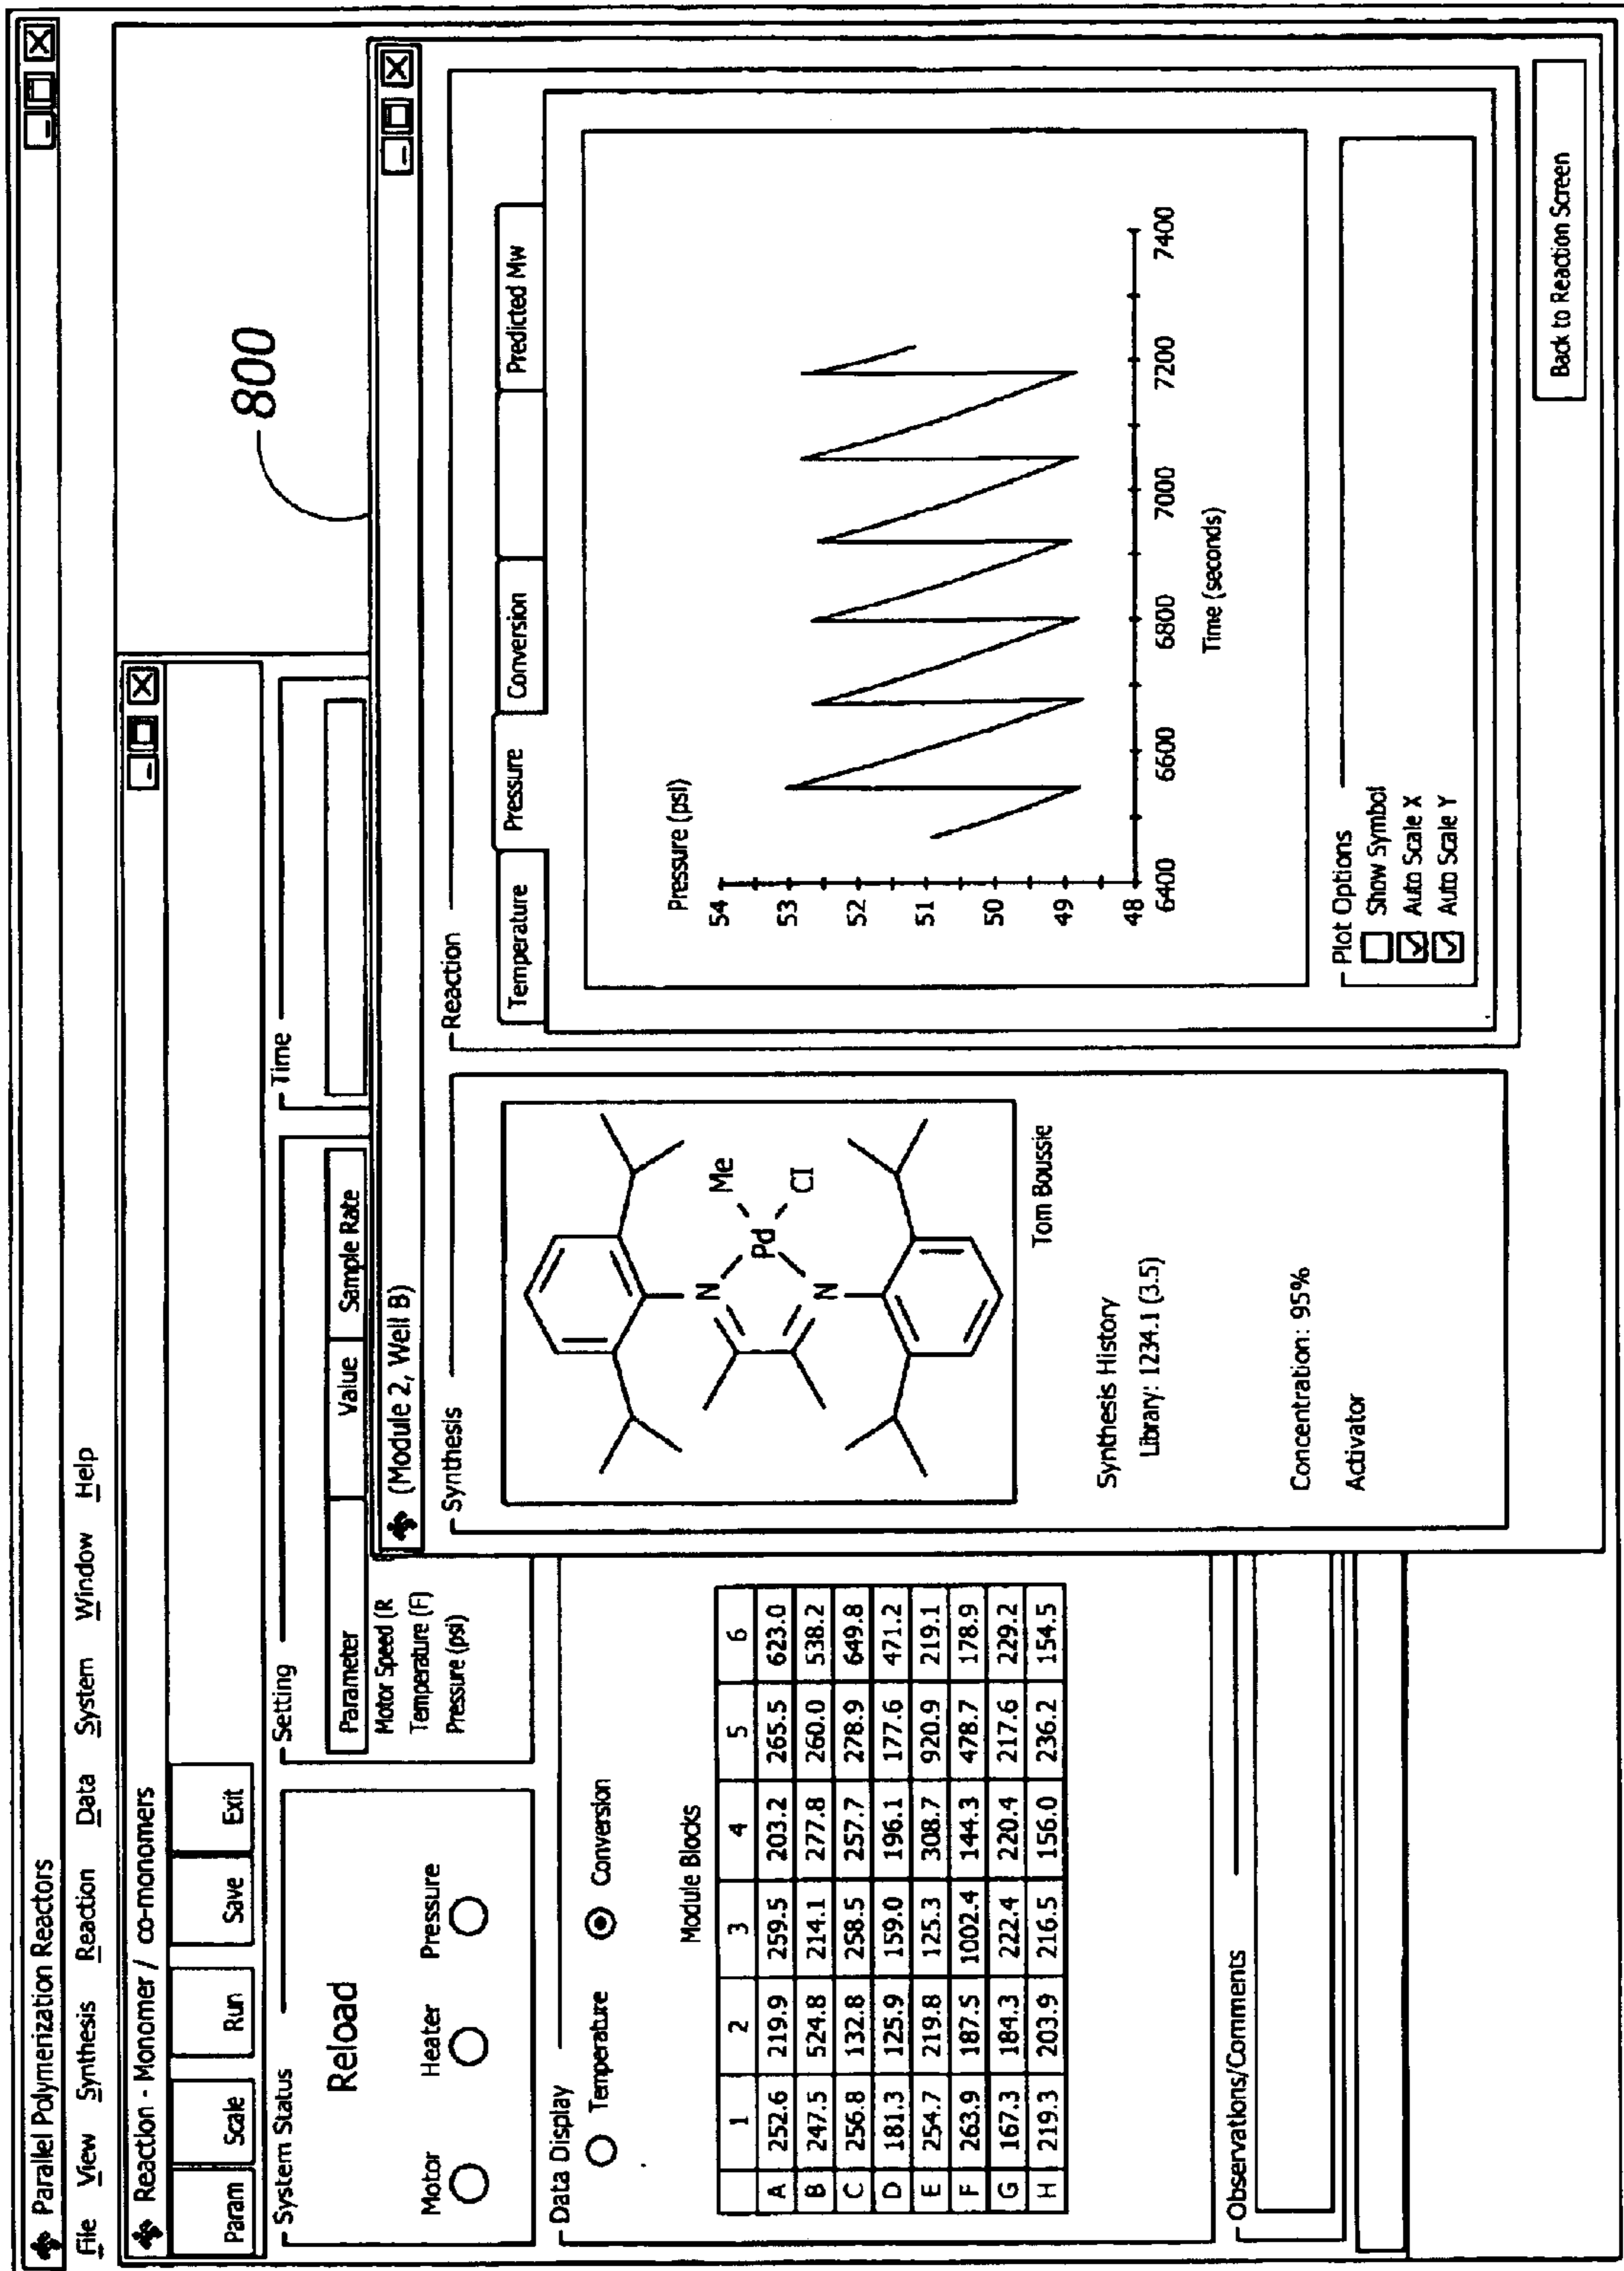 Parallel Polymerization Reactors
File View Synthesis Reaction Data System Window Help
Reaction - Monomer / co-monomers
Param Scale Run Save Exit
System Status
Reload
Motor Heater Pressure
Setting
Parameter Value Sample Rate
Motor Speed (R
Temperature (F)
Pressure (psi)
Time
800
Data Display
Temperature Conversion
Module Blocks
1 2 3 4 5 6
A 252.6 219.9 259.5 203.2 265.5 623.0
B 247.5 524.8 214.1 277.8 260.0 538.2
C 256.8 132.8 258.5 257.7 278.9 649.8
D 181.3 125.9 159.0 196.1 177.6 471.2
E 254.7 219.8 125.3 308.7 920.9 219.1
F 263.9 187.5 1002.4 144.3 478.7 178.9
G 167.3 184.3 222.4 220.4 217.6 229.2
H 219.3 203.9 216.5 156.0 236.2 154.5
Observations/Comments
(Module 2, Well B)
Synthesis
N
N
Pd
Me
Cl
Tom Boussie
Synthesis History
Library: 1234.1 (3.5)
Concentration: 95%
Activator
Reaction
Temperature Pressure Conversion Predicted Mw
Pressure (psi)
54
53
52
51
50
49
48
6400 6600 6800 7000 7200 7400
Time (seconds)
Plot Options
Show Symbol
Auto Scale X
Auto Scale Y
Back to Reaction Screen